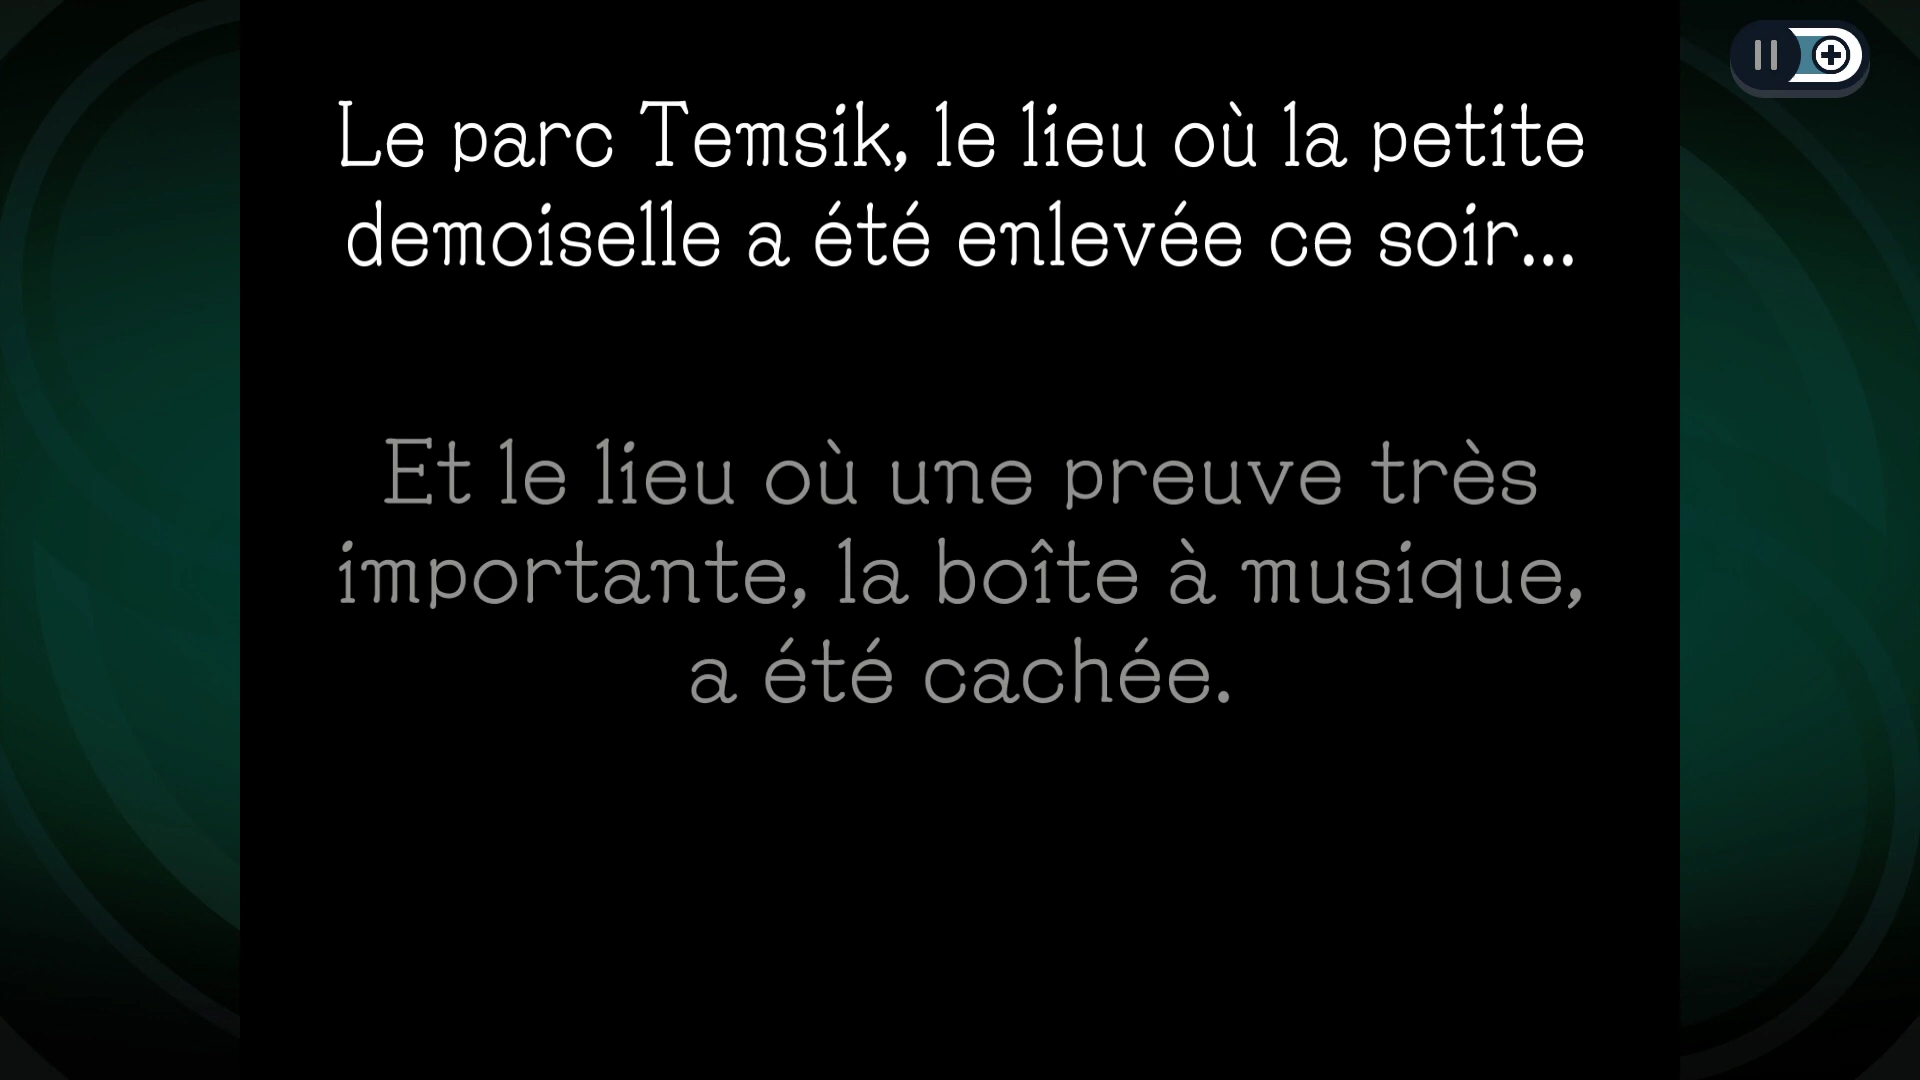 Le parc Temsik, le lieu où la petite
demoiselle a été enlevée ce soir...
Et le lieu où une preuve très
importante, la boîte à musique,
a été cachée.